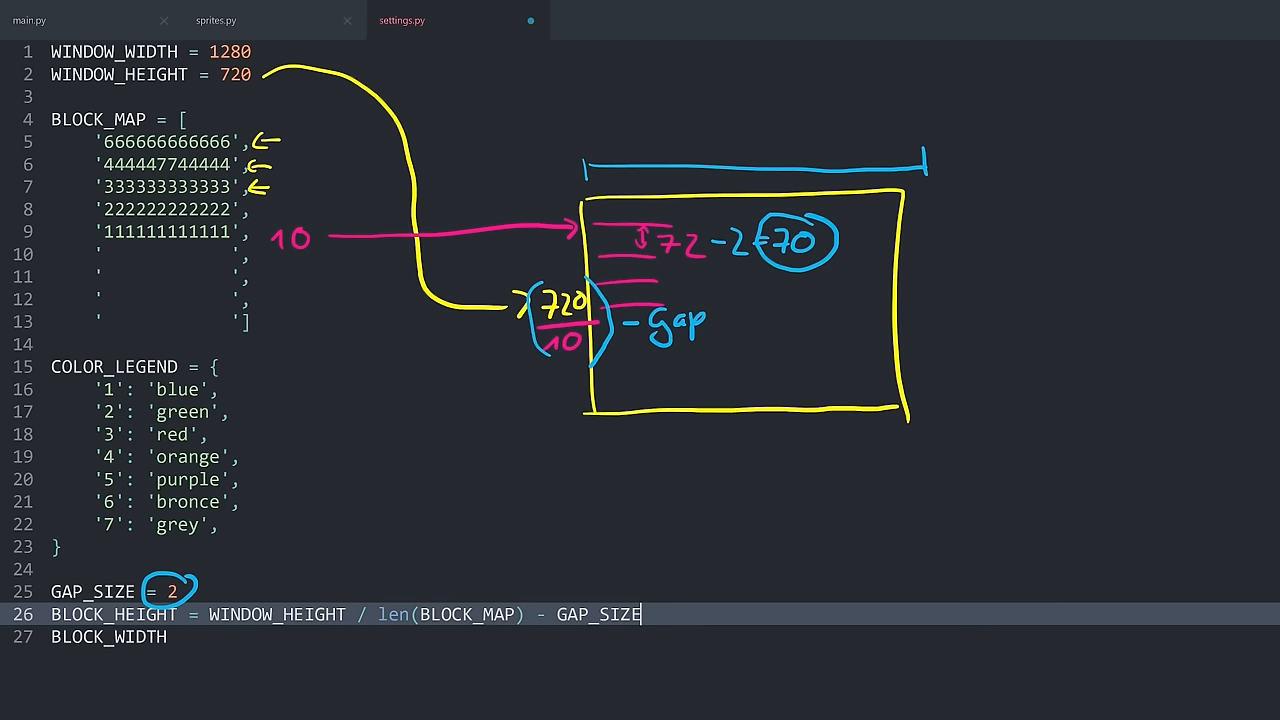 main.py × sprites.py × settings.py
1 WINDOW_WIDTH = 1280
2 WINDOW_HEIGHT = 720
3
4 BLOCK_MAP = [
5 '666666666666',
6 '444447744444',
7 '333333333333',
8 '222222222222',
9 '111111111111',
10 '            ',
11 '            ',
12 '            ',
13 '            ']
14
15 COLOR_LEGEND = {
16 '1': 'blue',
17 '2': 'green',
18 '3': 'red',
19 '4': 'orange',
20 '5': 'purple',
21 '6': 'bronce',
22 '7': 'grey',
23 }
24
25 GAP_SIZE = 2
26 BLOCK_HEIGHT = WINDOW_HEIGHT / len(BLOCK_MAP) - GAP_SIZE
27 BLOCK_WIDTH
10
72 - 2 = 70
(720
10) - Gap